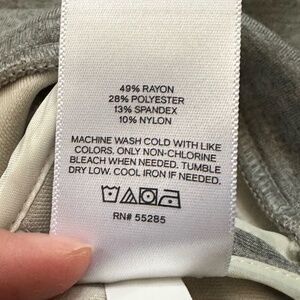 49% RAYON
28% POLYESTER
13% SPANDEX
10% NYLON
MACHINE WASH COLD WITH LIKE
COLORS. ONLY NON-CHLORINE
BLEACH WHEN NEEDED. TUMBLE
DRY LOW. COOL IRON IF NEEDED.
RN# 55285